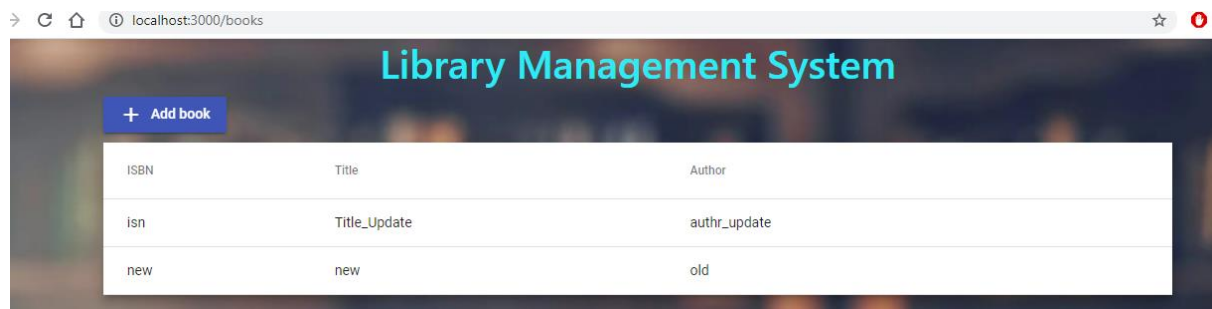 localhost:3000/books
Library Management System
+ Add book
ISBN Title Author
isn Title_Update authr_update
new new old